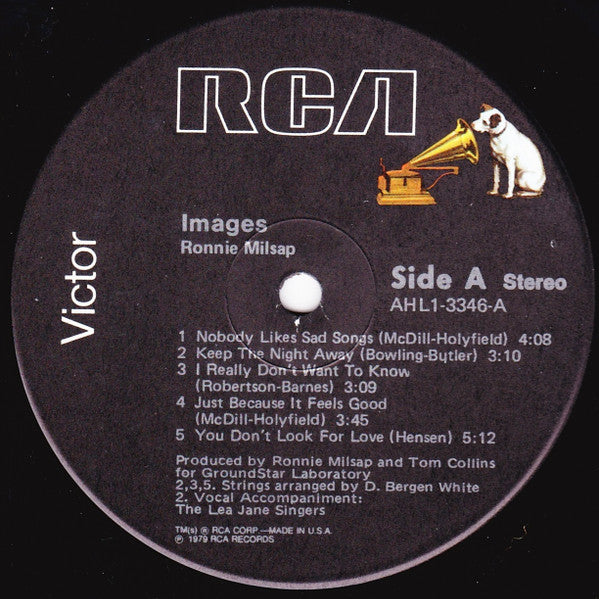 RCA
Victor
Images
Ronnie Milsap
Side A Stereo
AHL1-3346-A
1 Nobody Likes Sad Songs (McDill-Holyfield) 4:08
2 Keep The Night Away (Bowling-Butler) 3:10
3 I Really Don't Want To Know
(Robertson-Barnes) 3:09
4 Just Because It Feels Good
(McDill-Holyfield) 3:45
5 You Don't Look For Love (Hensen) 5:12
Produced by Ronnie Milsap and Tom Collins
for GroundStar Laboratory
2,3,5. Strings arranged by D. Bergen White
2. Vocal Accompaniment:
The Lea Jane Singers
TM(s) ® RCA CORP.—MADE IN U.S.A.
℗ 1979 RCA RECORDS